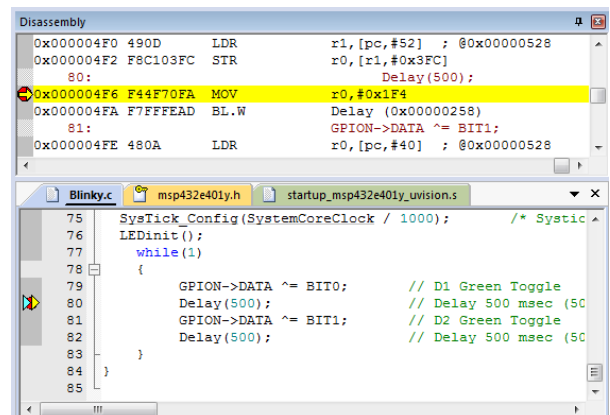 Disassembly
0x000004F0 490D LDR r1,[pc,#52] ; @0x00000528
0x000004F2 F8C103FC STR r0,[r1,#0x3FC]
80: Delay(500);
0x000004F6 F44F70FA MOV r0,#0x1F4
0x000004FA F7FFFEAD BL.W Delay (0x00000258)
81: GPION->DATA ^= BIT1;
0x000004FE 480A LDR r0,[pc,#40] ; @0x00000528
Blinky.c msp432e401y.h startup_msp432e401y_uvision.s
75 SysTick_Config(SystemCoreClock / 1000); /* Systic
76 LEDinit();
77 while(1)
78 {
79 GPION->DATA ^= BIT0; // D1 Green Toggle
80 Delay(500); // Delay 500 msec (50
81 GPION->DATA ^= BIT1; // D2 Green Toggle
82 Delay(500); // Delay 500 msec (50
83 }
84 }
85